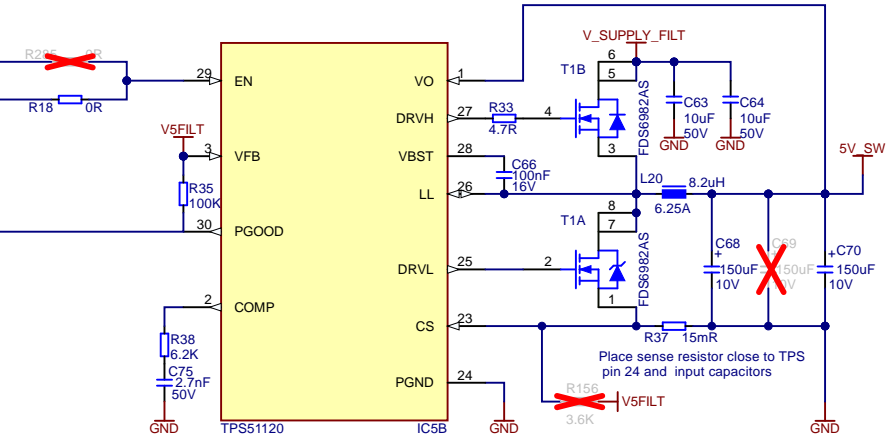 R285 0R
R18 0R
29 EN
V5FILT
3 VFB
R35
100K
30 PGOOD
2 COMP
R38
6.2K
C75
2.7nF
50V
GND
TPS51120 IC5B
VO 1
DRVH 27
R33
4.7R
VBST 28
C66
100nF
16V
LL 26
DRVL 25
CS 23
PGND 24
GND
V_SUPPLY_FILT
T1B
6
5
4
3
FDS6982AS
C63
10uF
50V
GND
C64
10uF
50V
GND
5V_SW
L20 8.2uH
6.25A
T1A
8
7
2
1
FDS6982AS
C68
+
150uF
10V
C69
150uF
10V
+ C70
150uF
10V
R37 15mR
Place sense resistor close to TPS
pin 24 and input capacitors
R156
3.6K
V5FILT
GND